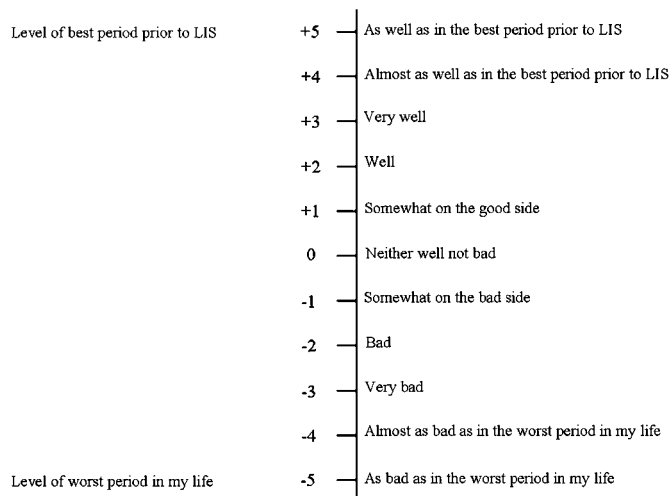 Level of best period prior to LIS +5 As well as in the best period prior to LIS
+4 Almost as well as in the best period prior to LIS
+3 Very well
+2 Well
+1 Somewhat on the good side
0 Neither well not bad
-1 Somewhat on the bad side
-2 Bad
-3 Very bad
-4 Almost as bad as in the worst period in my life
Level of worst period in my life -5 As bad as in the worst period in my life